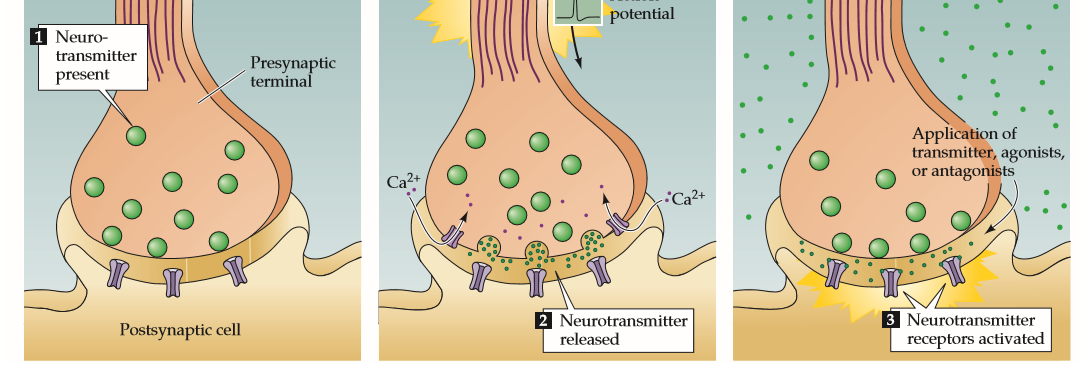 1 Neuro-
transmitter
present
Presynaptic
terminal
Postsynaptic cell
potential
Ca2+
Ca2+
2 Neurotransmitter
released
Application of
transmitter, agonists,
or antagonists
3 Neurotransmitter
receptors activated